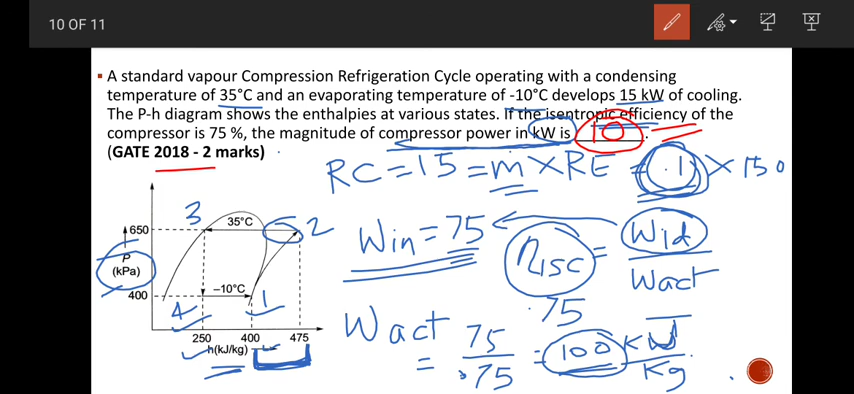 10 OF 11
▪ A standard vapour Compression Refrigeration Cycle operating with a condensing
temperature of 35°C and an evaporating temperature of -10°C develops 15 kW of cooling.
The P-h diagram shows the enthalpies at various states. If the isentropic efficiency of the
compressor is 75 %, the magnitude of compressor power in kW is 10.
(GATE 2018 - 2 marks)
RC = 15 = ṁ × RE = .1 × 150
3
35°C
2
650
P
(kPa)
-10°C
400
4
1
250 400 475
h(kJ/kg)
Win = 75
ηisc = Wid / Wact
.75
Wact
= 75 / .75 = 100 kJ / Kg